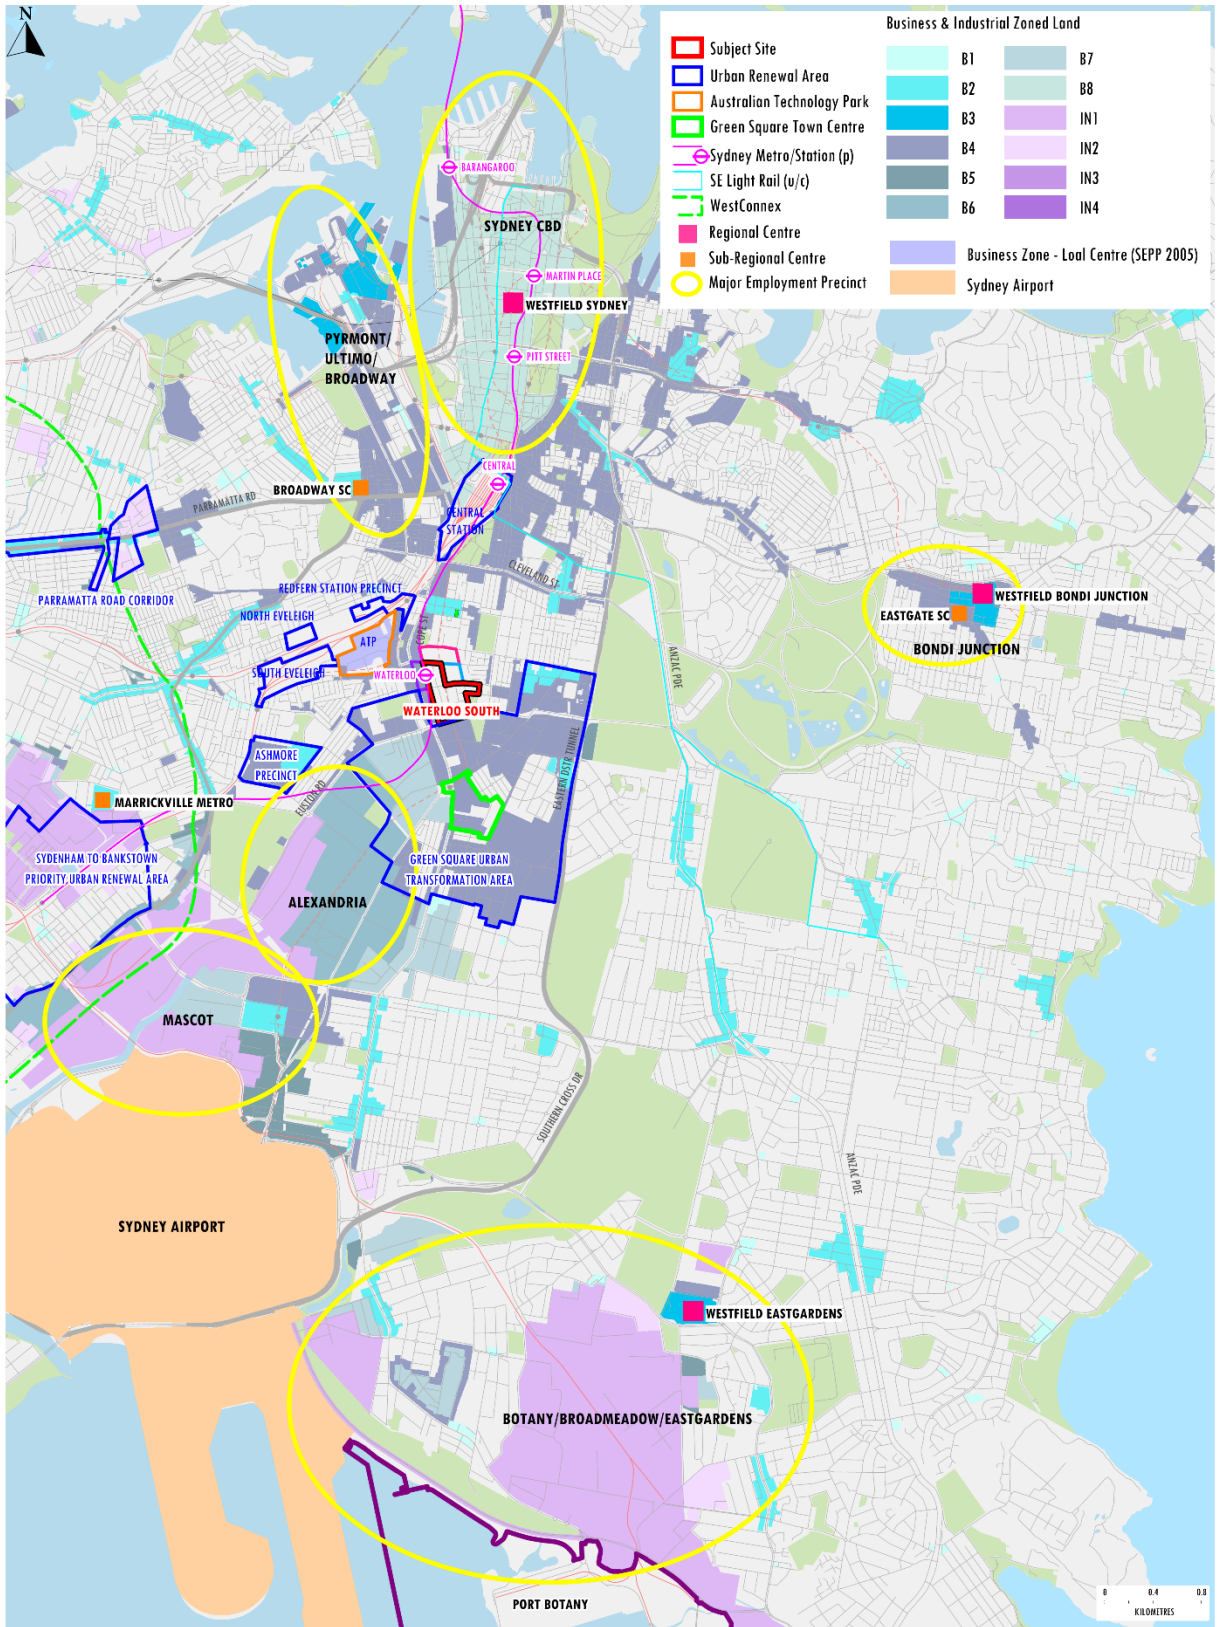 N
Business & Industrial Zoned Land
Subject Site
Urban Renewal Area
Australian Technology Park
Green Square Town Centre
Sydney Metro/Station (p)
SE Light Rail (u/c)
WestConnex
Regional Centre
Sub-Regional Centre
Major Employment Precinct
B1
B2
B3
B4
B5
B6
B7
B8
IN1
IN2
IN3
IN4
Business Zone - Loal Centre (SEPP 2005)
Sydney Airport
BARANGAROO
SYDNEY CBD
MARTIN PLACE
WESTFIELD SYDNEY
PYRMONT/
ULTIMO/
BROADWAY
PITT STREET
CENTRAL
BROADWAY SC
PARRAMATTA RD
CENTRAL
STATION
CLEVELAND ST
PARRAMATTA ROAD CORRIDOR
REDFERN STATION PRECINCT
NORTH EVELEIGH
ATP
COPE ST
SOUTH EVELEIGH
WATERLOO
WATERLOO SOUTH
ANZAC PDE
WESTFIELD BONDI JUNCTION
EASTGATE SC
BONDI JUNCTION
ASHMORE
PRECINCT
EUSTON RD
EASTERN DSTR TUNNEL
MARRICKVILLE METRO
SYDENHAM TO BANKSTOWN
PRIORITY URBAN RENEWAL AREA
GREEN SQUARE URBAN
TRANSFORMATION AREA
ALEXANDRIA
MASCOT
SOUTHERN CROSS DR
ANZAC PDE
SYDNEY AIRPORT
WESTFIELD EASTGARDENS
BOTANY/BROADMEADOW/EASTGARDENS
PORT BOTANY
0 0.4 0.8
KILOMETRES